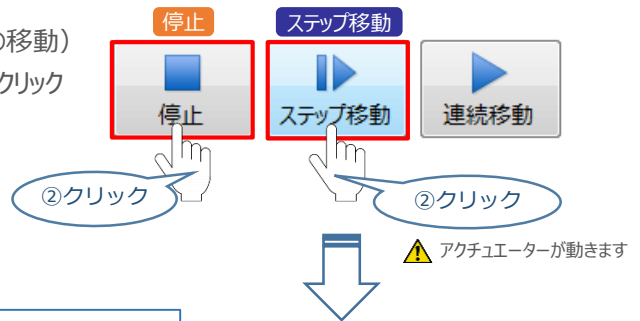 停止 ステップ移動
の移動）
クリック
停止 ステップ移動 連続移動
②クリック ②クリック
アクチュエーターが動きます